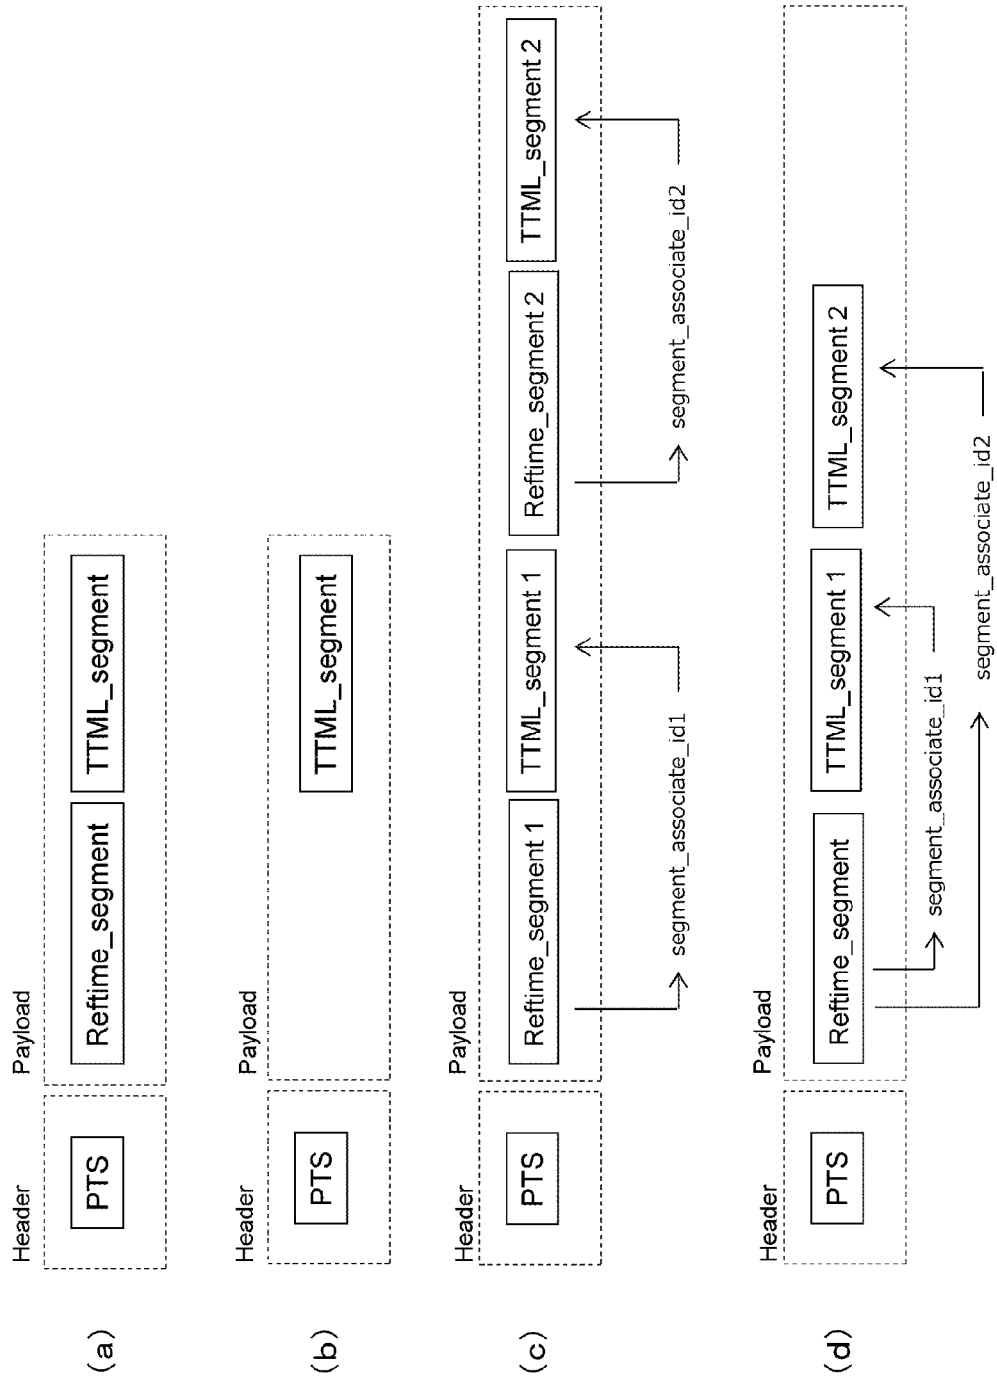 (a)
Header
Payload
PTS
Reftime_segment
TTML_segment
(b)
Header
Payload
PTS
TTML_segment
(c)
Header
Payload
PTS
Reftime_segment 1
TTML_segment 1
Reftime_segment 2
TTML_segment 2
segment_associate_id1
segment_associate_id2
(d)
Header
Payload
PTS
Reftime_segment
TTML_segment 1
TTML_segment 2
segment_associate_id1
segment_associate_id2